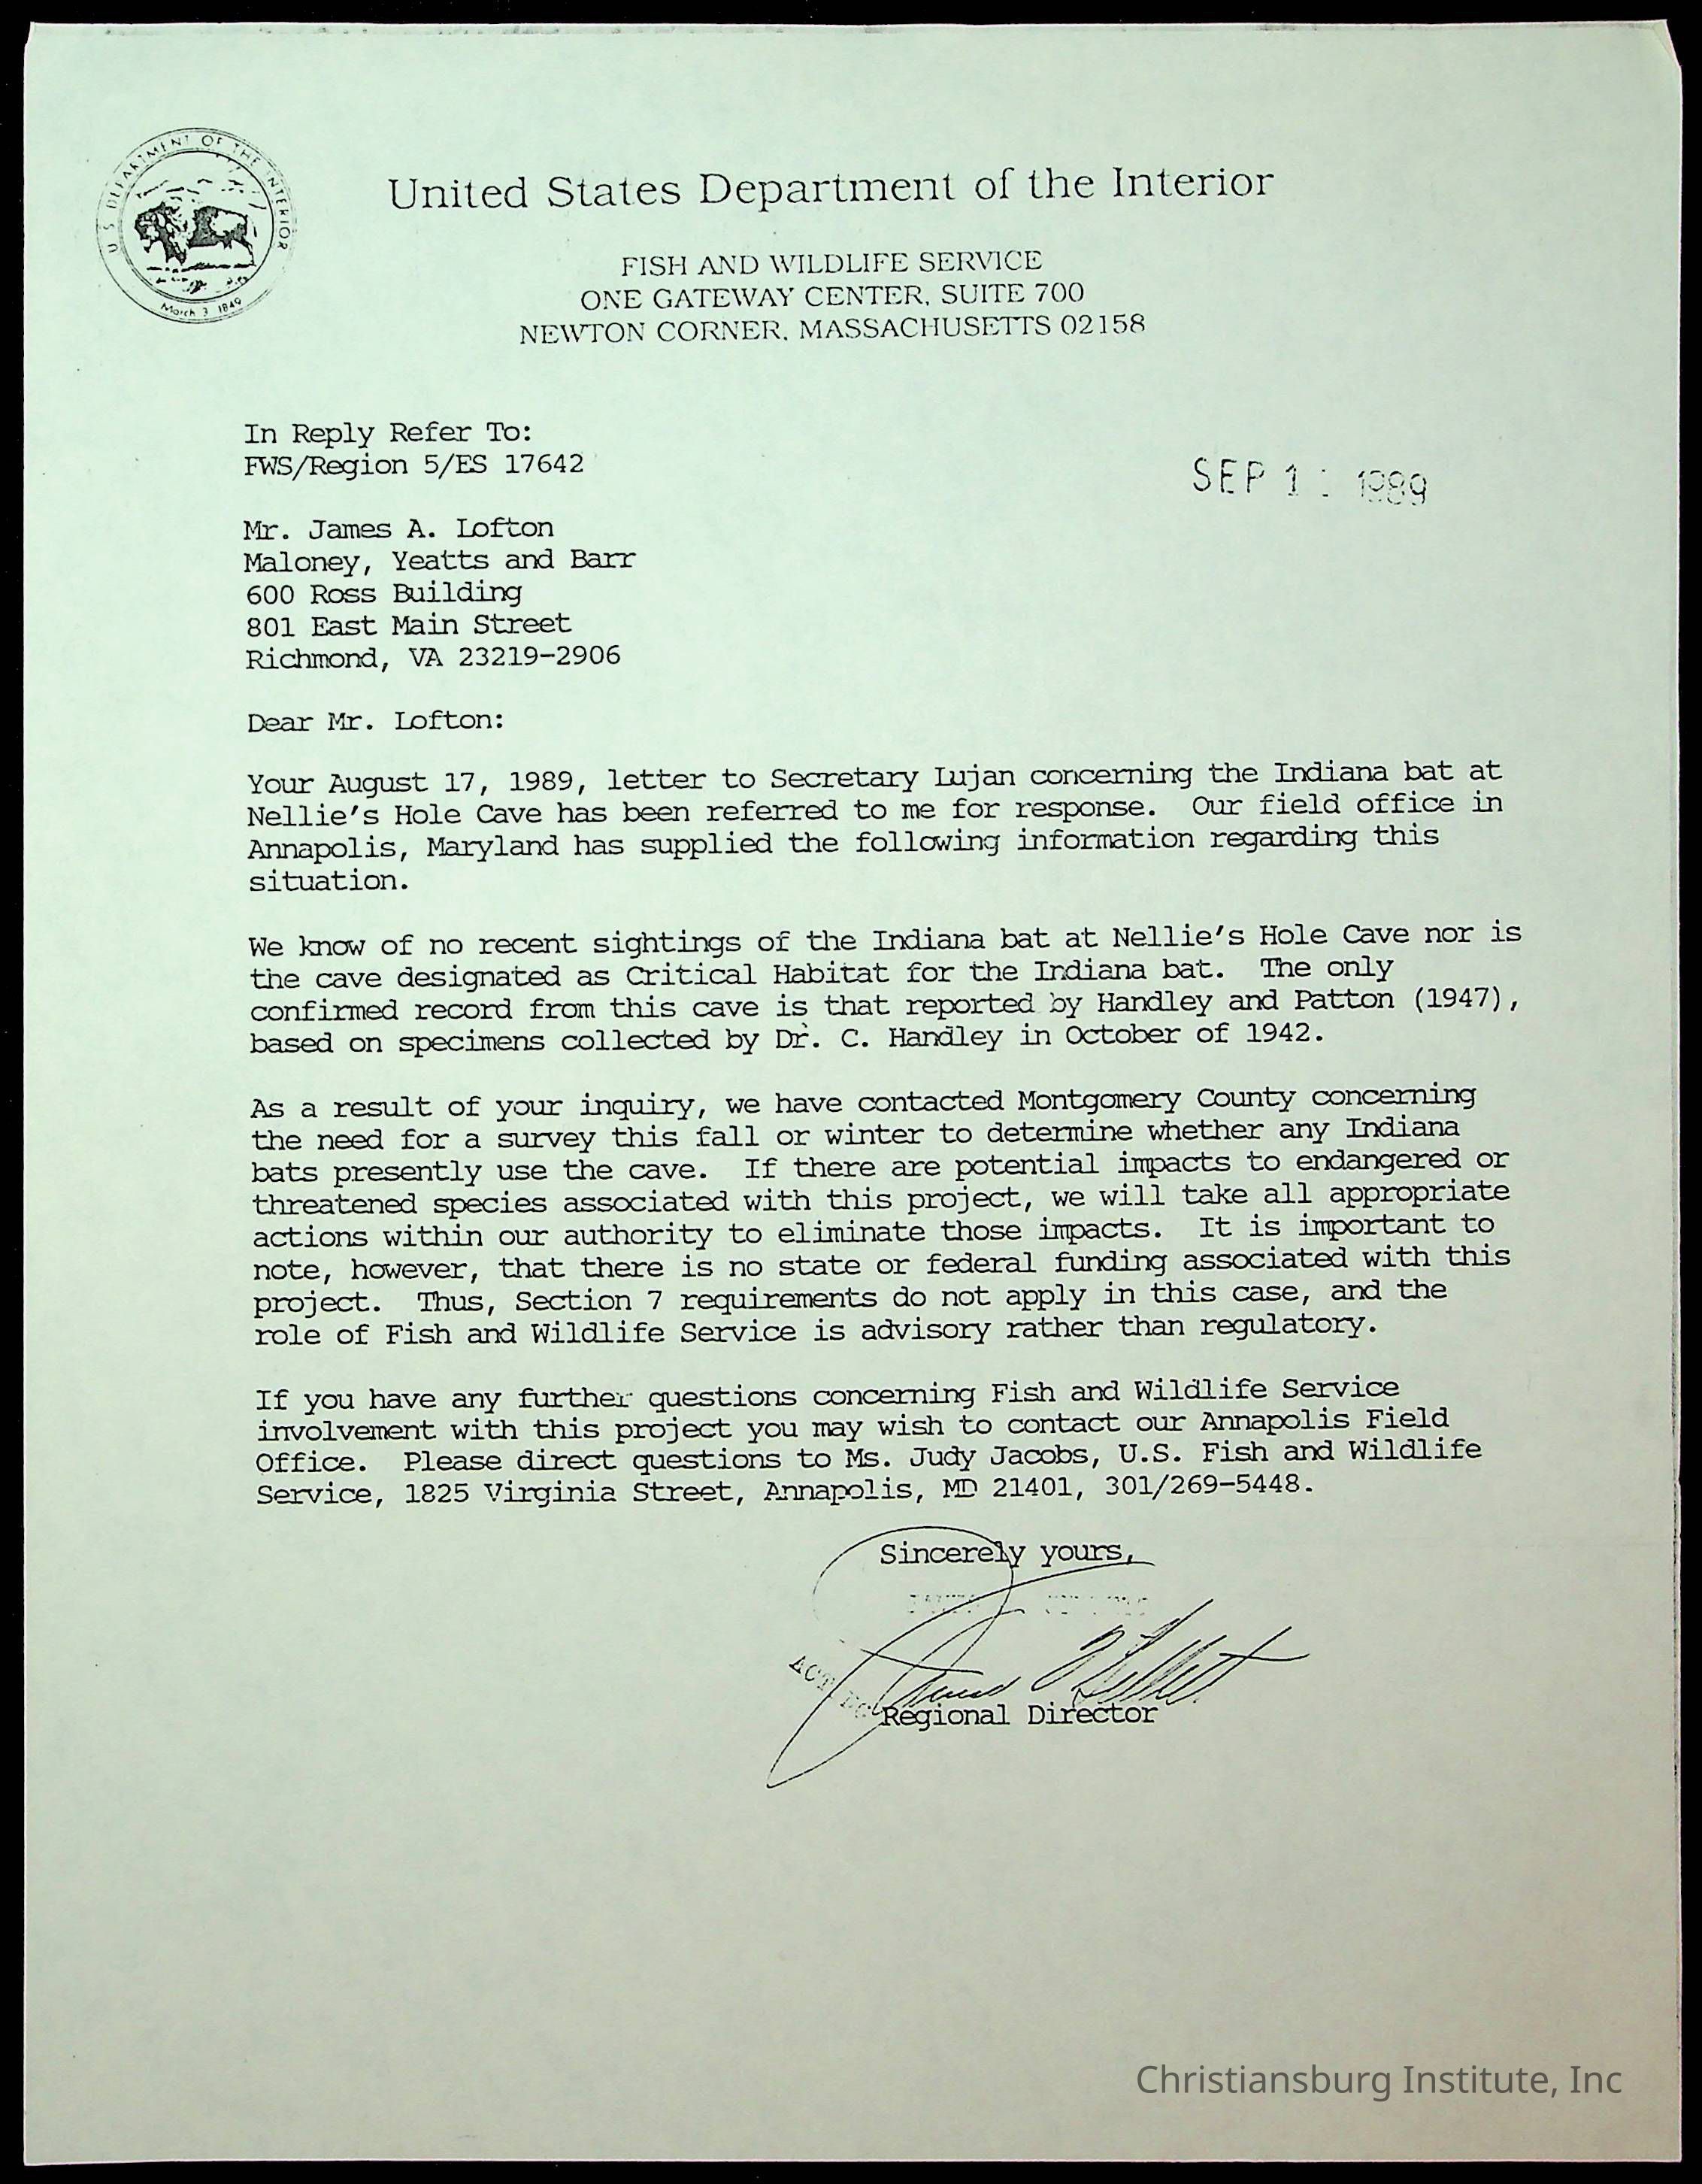 U.S. DEPARTMENT OF THE INTERIOR
March 3 1849
United States Department of the Interior
FISH AND WILDLIFE SERVICE
ONE GATEWAY CENTER, SUITE 700
NEWTON CORNER, MASSACHUSETTS 02158
In Reply Refer To:
FWS/Region 5/ES 17642
SEP 1 1989
Mr. James A. Lofton
Maloney, Yeatts and Barr
600 Ross Building
801 East Main Street
Richmond, VA 23219-2906
Dear Mr. Lofton:
Your August 17, 1989, letter to Secretary Lujan concerning the Indiana bat at
Nellie's Hole Cave has been referred to me for response. Our field office in
Annapolis, Maryland has supplied the following information regarding this
situation.
We know of no recent sightings of the Indiana bat at Nellie's Hole Cave nor is
the cave designated as Critical Habitat for the Indiana bat. The only
confirmed record from this cave is that reported by Handley and Patton (1947),
based on specimens collected by Dr. C. Handley in October of 1942.
As a result of your inquiry, we have contacted Montgomery County concerning
the need for a survey this fall or winter to determine whether any Indiana
bats presently use the cave. If there are potential impacts to endangered or
threatened species associated with this project, we will take all appropriate
actions within our authority to eliminate those impacts. It is important to
note, however, that there is no state or federal funding associated with this
project. Thus, Section 7 requirements do not apply in this case, and the
role of Fish and Wildlife Service is advisory rather than regulatory.
If you have any further questions concerning Fish and Wildlife Service
involvement with this project you may wish to contact our Annapolis Field
Office. Please direct questions to Ms. Judy Jacobs, U.S. Fish and Wildlife
Service, 1825 Virginia Street, Annapolis, MD 21401, 301/269-5448.
Sincerely yours,
Regional Director
Christiansburg Institute, Inc